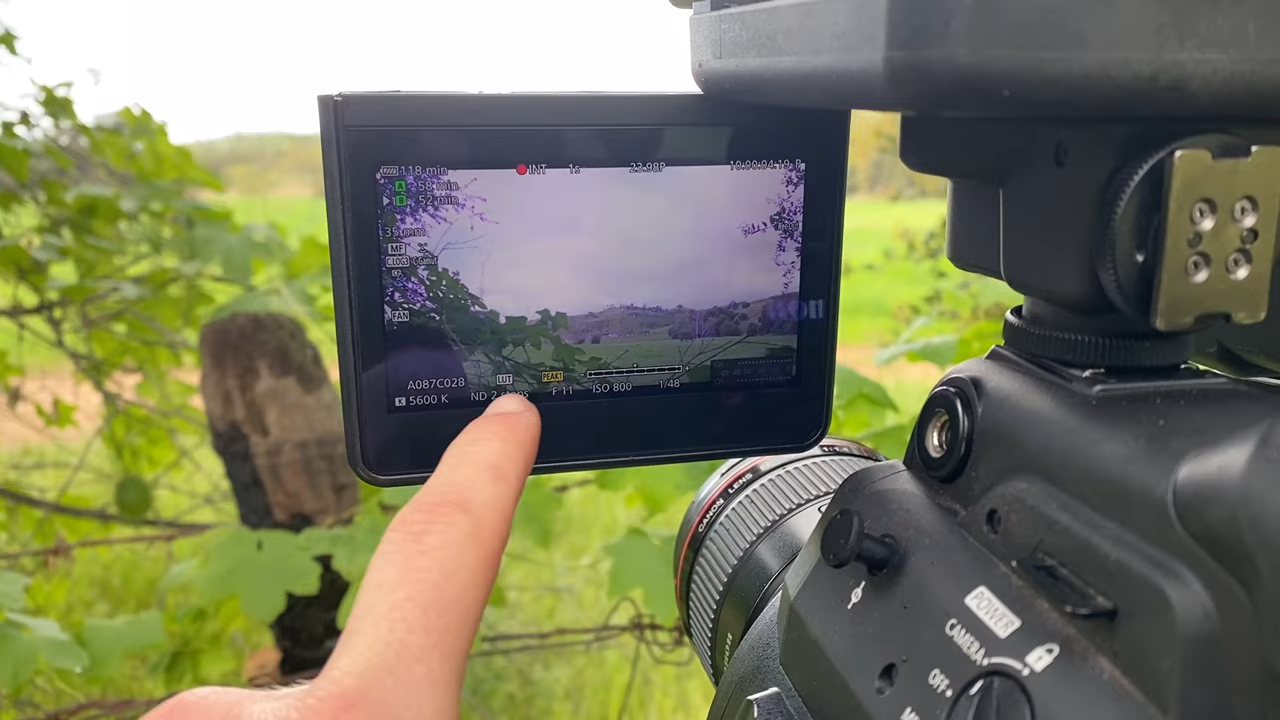 118 min
INT 1s 23.98P
A 58 min
B 52 min
35 mm
MF
CLOG3
FAN
A087C028 LUT PEAK1
K 5600 K ND 2 F 11 ISO 800 1/48
CANON LENS
POWER
CAMERA
OFF